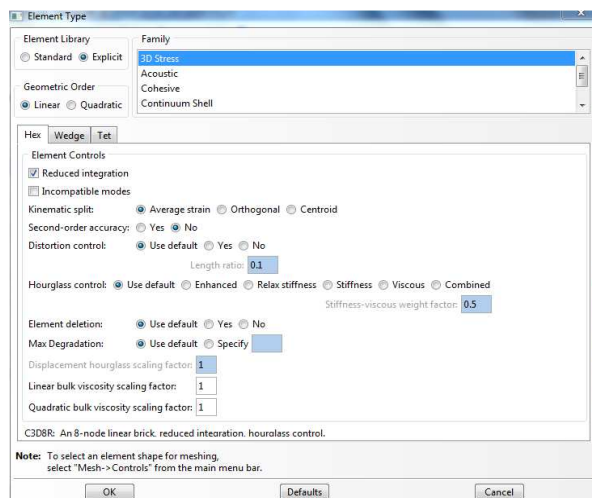 Element Type
Element Library
Standard Explicit
Family
3D Stress
Acoustic
Cohesive
Continuum Shell
Geometric Order
Linear Quadratic
Hex Wedge Tet
Element Controls
Reduced integration
Incompatible modes
Kinematic split: Average strain Orthogonal Centroid
Second-order accuracy: Yes No
Distortion control: Use default Yes No
Length ratio: 0.1
Hourglass control: Use default Enhanced Relax stiffness Stiffness Viscous Combined
Stiffness-viscous weight factor: 0.5
Element deletion: Use default Yes No
Max Degradation: Use default Specify
Displacement hourglass scaling factor: 1
Linear bulk viscosity scaling factor: 1
Quadratic bulk viscosity scaling factor: 1
C3D8R: An 8-node linear brick, reduced integration, hourglass control.
Note: To select an element shape for meshing,
select "Mesh->Controls" from the main menu bar.
OK Defaults Cancel